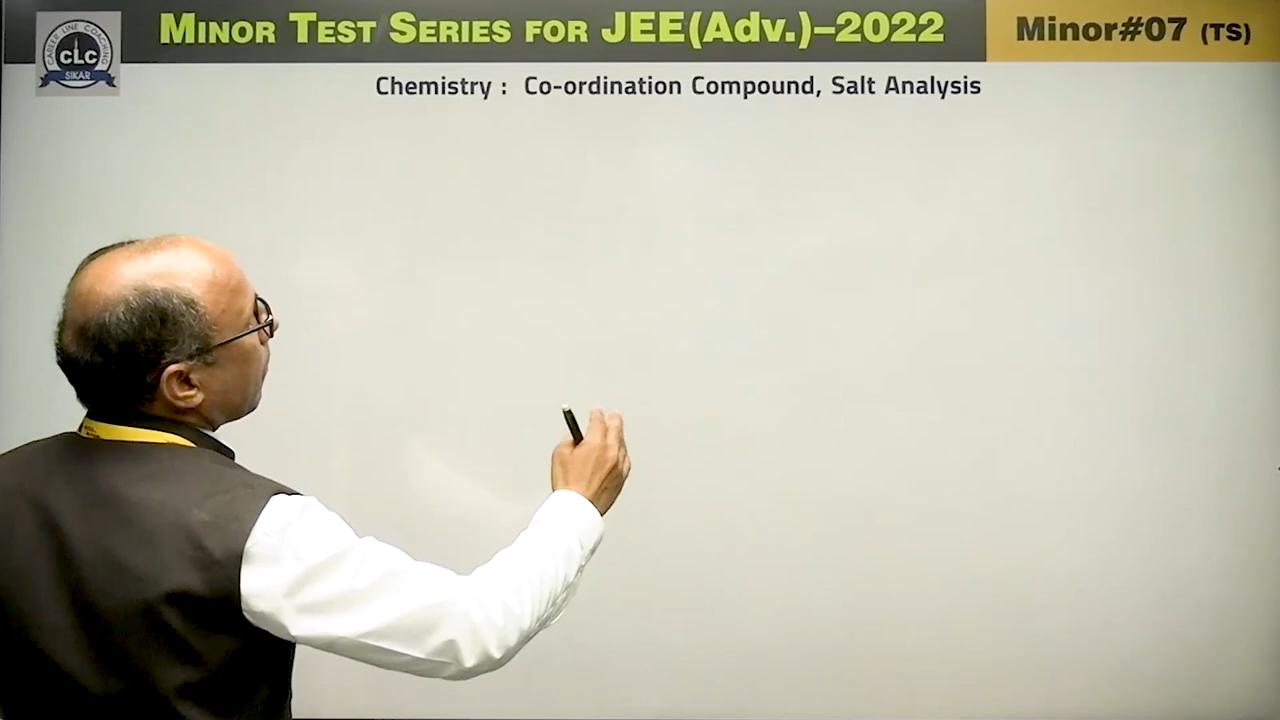 MINOR TEST SERIES FOR JEE(Adv.)–2022
Minor#07 (TS)
CAREER LINE COACHING
CLC
SIKAR
Chemistry : Co-ordination Compound, Salt Analysis